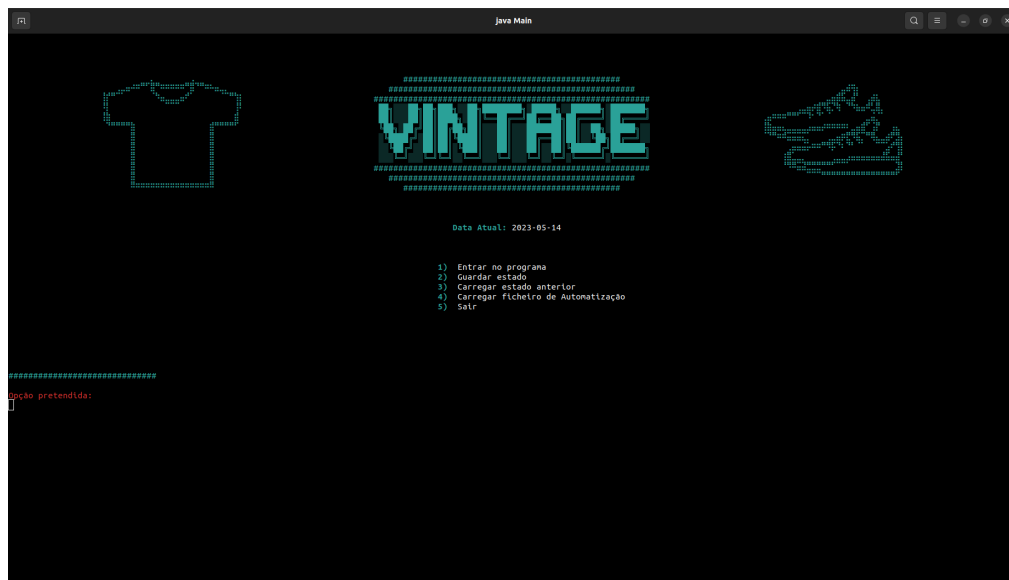 java Main
VINTAGE
Data Atual: 2023-05-14
1) Entrar no programa
2) Guardar estado
3) Carregar estado anterior
4) Carregar ficheiro de Automatização
5) Sair
##############################
Opção pretendida: